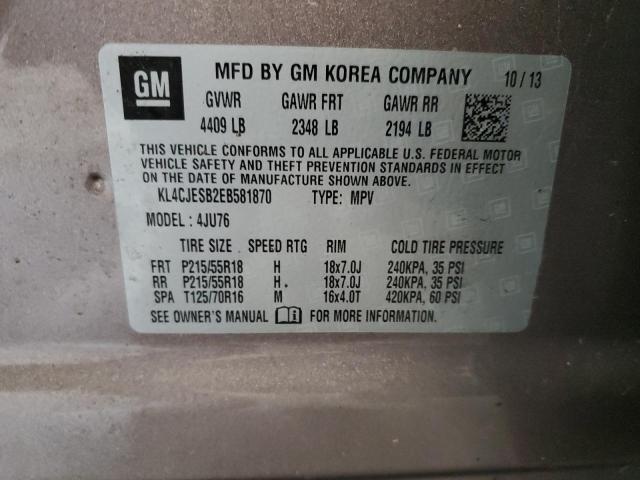 GM MFD BY GM KOREA COMPANY 10/13
GVWR GAWR FRT GAWR RR
4409 LB 2348 LB 2194 LB
THIS VEHICLE CONFORMS TO ALL APPLICABLE U.S. FEDERAL MOTOR
VEHICLE SAFETY AND THEFT PREVENTION STANDARDS IN EFFECT
ON THE DATE OF MANUFACTURE SHOWN ABOVE.
KL4CJESB2EB581870 TYPE: MPV
MODEL : 4JU76
TIRE SIZE SPEED RTG RIM COLD TIRE PRESSURE
FRT P215/55R18 H 18x7.0J 240KPA, 35 PSI
RR P215/55R18 H 18x7.0J 240KPA, 35 PSI
SPA T125/70R16 M 16x4.0T 420KPA, 60 PSI
SEE OWNER'S MANUAL FOR MORE INFORMATION.